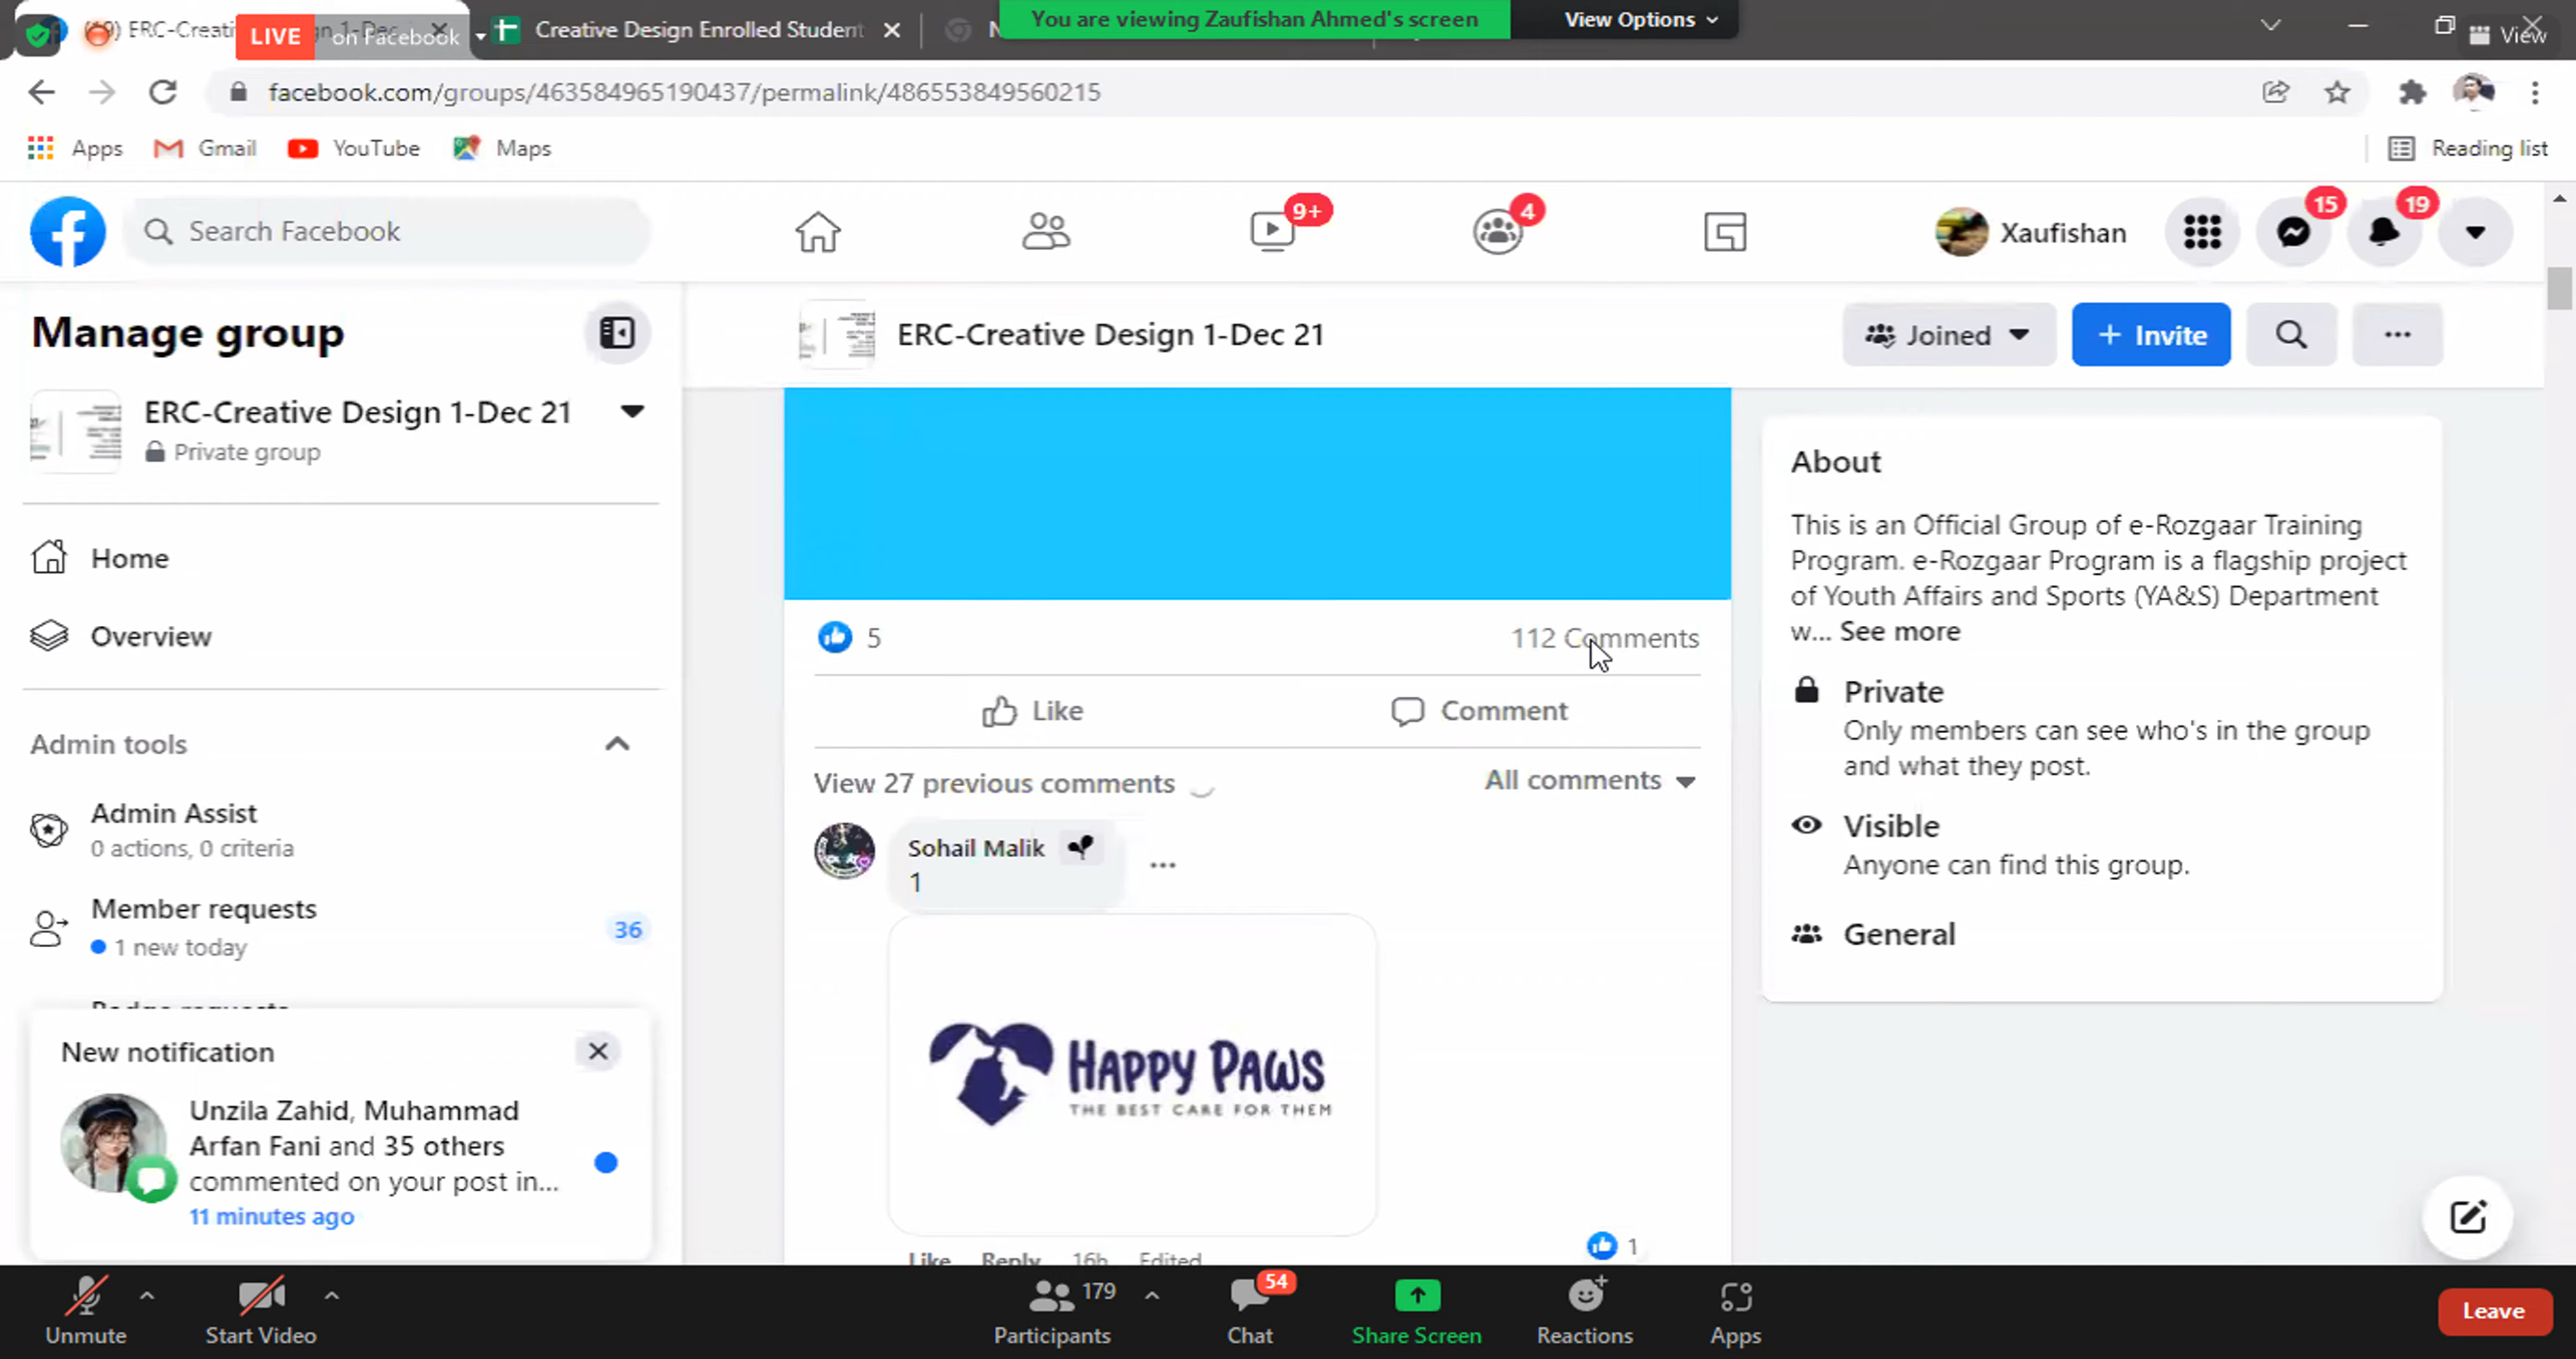 ERC-Creati
LIVE on Facebook
Creative Design Enrolled Student
You are viewing Zaufishan Ahmed's screen
View Options
View
facebook.com/groups/463584965190437/permalink/486553849560215
Apps
Gmail
YouTube
Maps
Reading list
Search Facebook
9+
4
Xaufishan
15
19
Manage group
ERC-Creative Design 1-Dec 21
Joined
+ Invite
ERC-Creative Design 1-Dec 21
Private group
Home
Overview
Admin tools
Admin Assist
0 actions, 0 criteria
Member requests
1 new today
36
New notification
Unzila Zahid, Muhammad
Arfan Fani and 35 others
commented on your post in...
11 minutes ago
5
112 Comments
Like
Comment
View 27 previous comments
All comments
Sohail Malik
1
HAPPY PAWS
THE BEST CARE FOR THEM
Like Reply 16h Edited
1
About
This is an Official Group of e-Rozgaar Training
Program. e-Rozgaar Program is a flagship project
of Youth Affairs and Sports (YA&S) Department
w... See more
Private
Only members can see who's in the group
and what they post.
Visible
Anyone can find this group.
General
Unmute
Start Video
179
Participants
54
Chat
Share Screen
Reactions
Apps
Leave